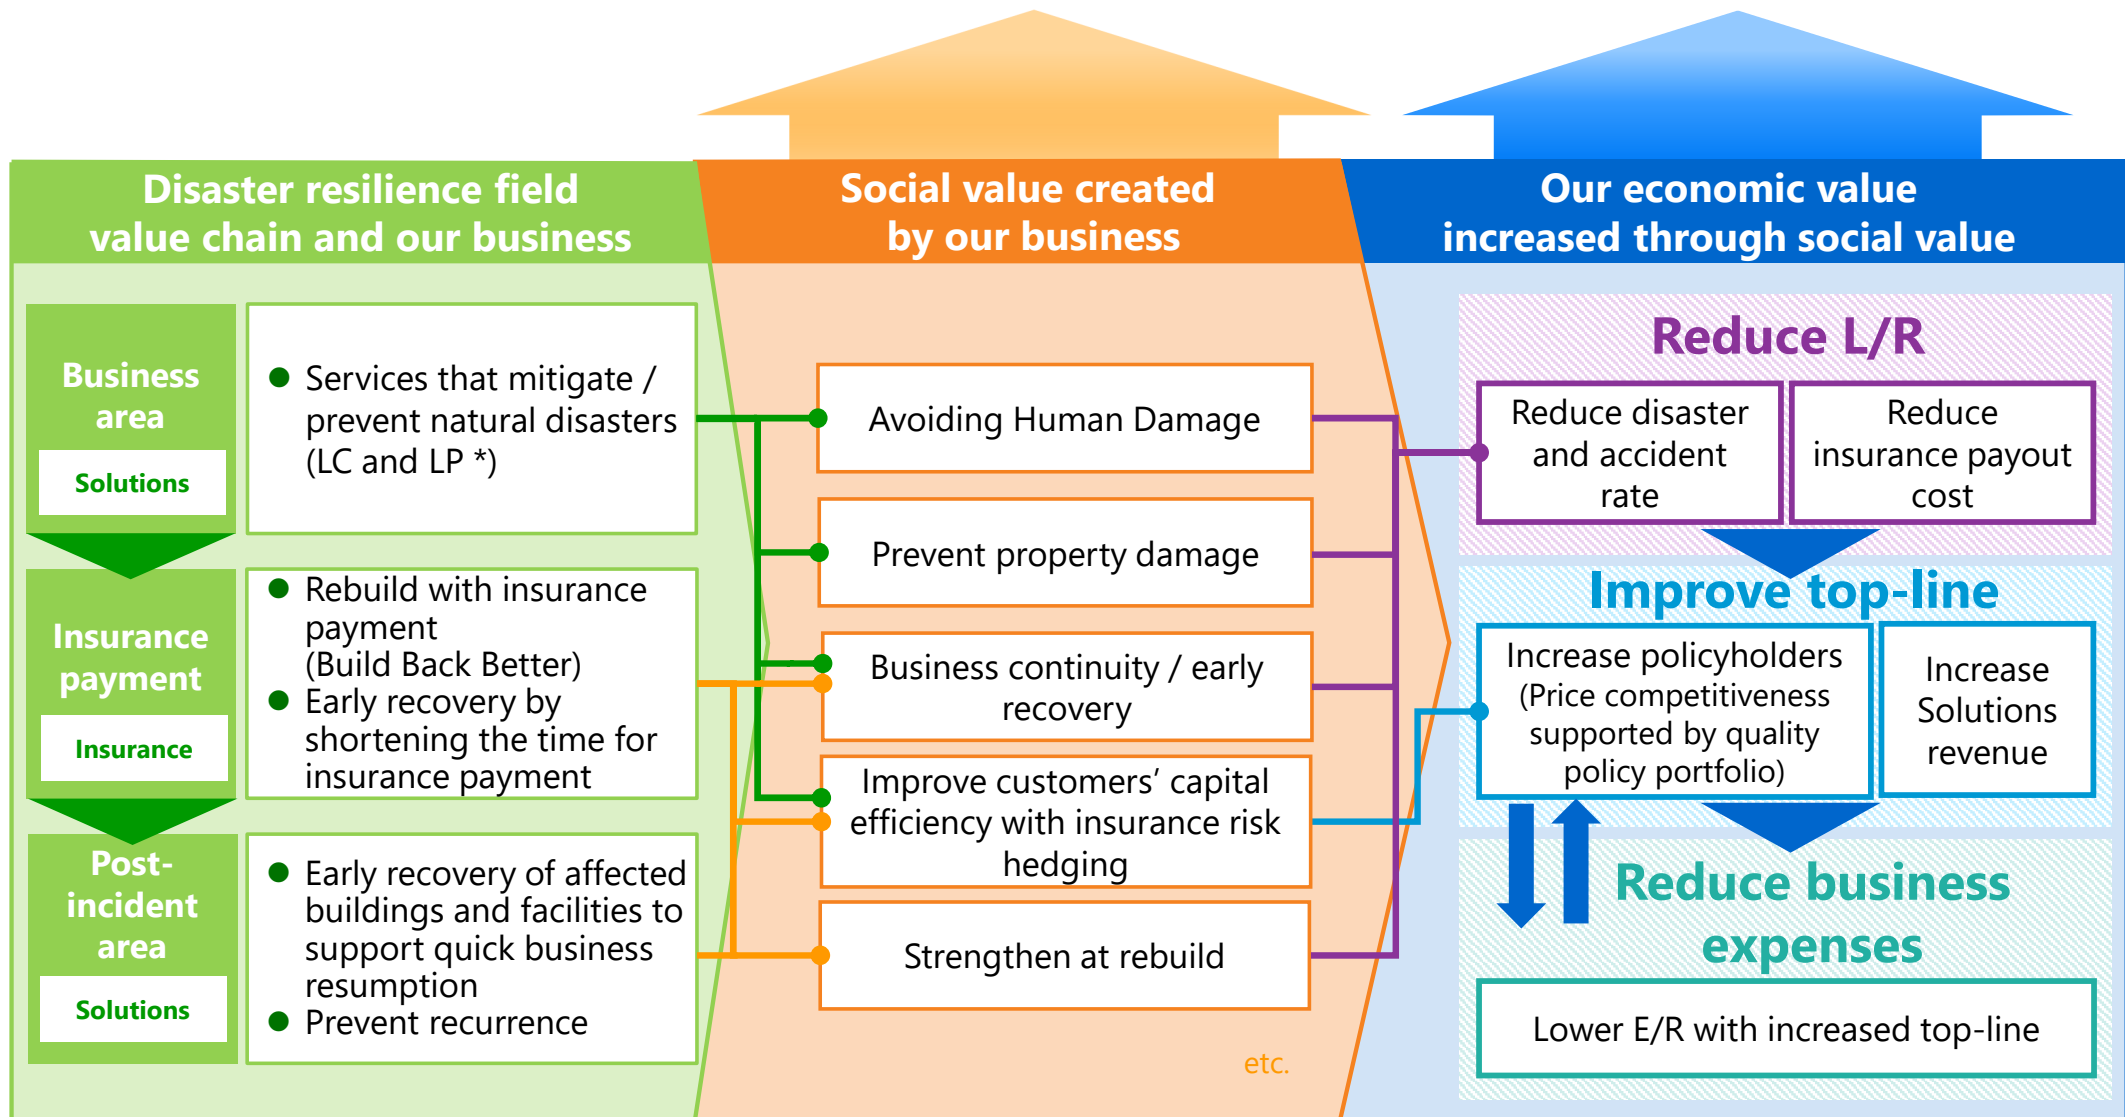 Disaster resilience field
value chain and our business
Social value created
by our business
Our economic value
increased through social value
Business
area
Solutions
● Services that mitigate /
prevent natural disasters
(LC and LP *)
Insurance
payment
Insurance
● Rebuild with insurance
payment
(Build Back Better)
● Early recovery by
shortening the time for
insurance payment
Post-
incident
area
Solutions
● Early recovery of affected
buildings and facilities to
support quick business
resumption
● Prevent recurrence
Avoiding Human Damage
Prevent property damage
Business continuity / early
recovery
Improve customers’ capital
efficiency with insurance risk
hedging
Strengthen at rebuild
etc.
Reduce L/R
Reduce disaster
and accident
rate
Reduce
insurance payout
cost
Improve top-line
Increase policyholders
(Price competitiveness
supported by quality
policy portfolio)
Increase
Solutions
revenue
Reduce business
expenses
Lower E/R with increased top-line